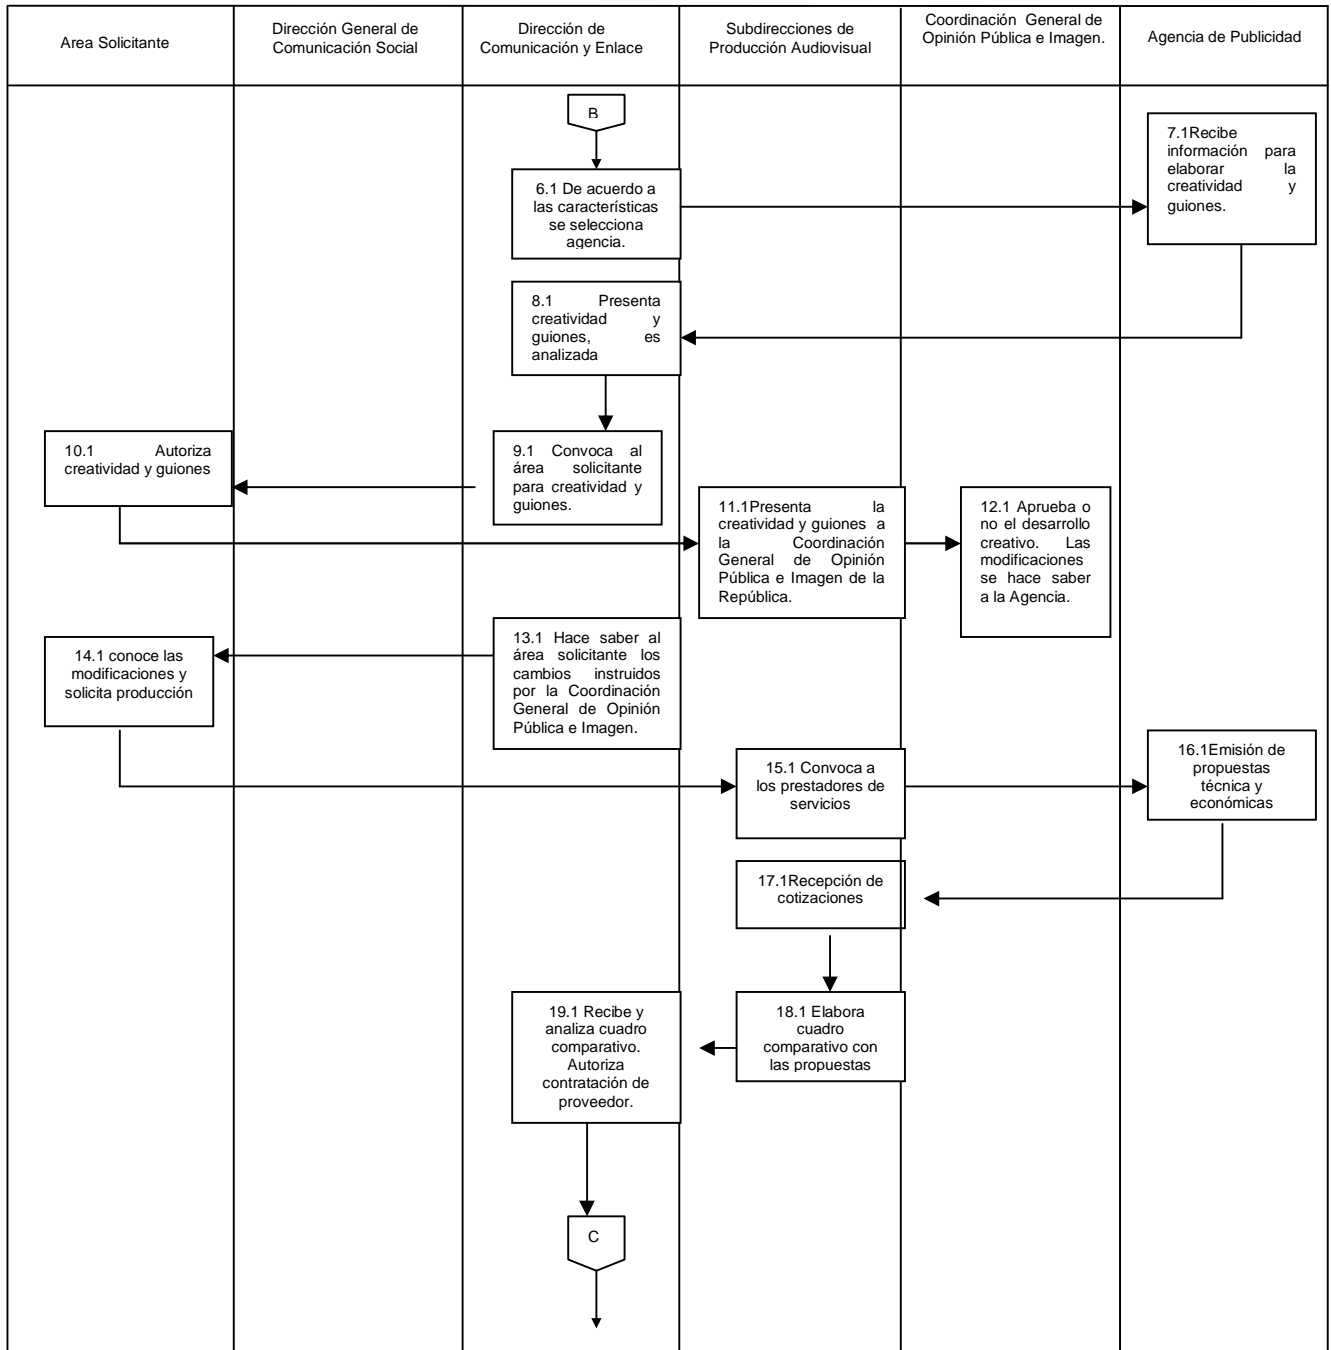 Area Solicitante
Dirección General de
Comunicación Social
Dirección de
Comunicación y Enlace
Subdirecciones de
Producción Audiovisual
Coordinación General de
Opinión Pública e Imagen.
Agencia de Publicidad
B
6.1 De acuerdo a
las características
se selecciona
agencia.
7.1Recibe
información para
elaborar la
creatividad y
guiones.
8.1 Presenta
creatividad y
guiones, es
analizada
9.1 Convoca al
área solicitante
para creatividad y
guiones.
10.1 Autoriza
creatividad y guiones
11.1Presenta la
creatividad y guiones a
la Coordinación
General de Opinión
Pública e Imagen de la
República.
12.1 Aprueba o
no el desarrollo
creativo. Las
modificaciones
se hace saber
a la Agencia.
13.1 Hace saber al
área solicitante los
cambios instruidos
por la Coordinación
General de Opinión
Pública e Imagen.
14.1 conoce las
modificaciones y
solicita producción
15.1 Convoca a
los prestadores de
servicios
16.1Emisión de
propuestas
técnica y
económicas
17.1Recepción de
cotizaciones
18.1 Elabora
cuadro
comparativo con
las propuestas
19.1 Recibe y
analiza cuadro
comparativo.
Autoriza
contratación de
proveedor.
C